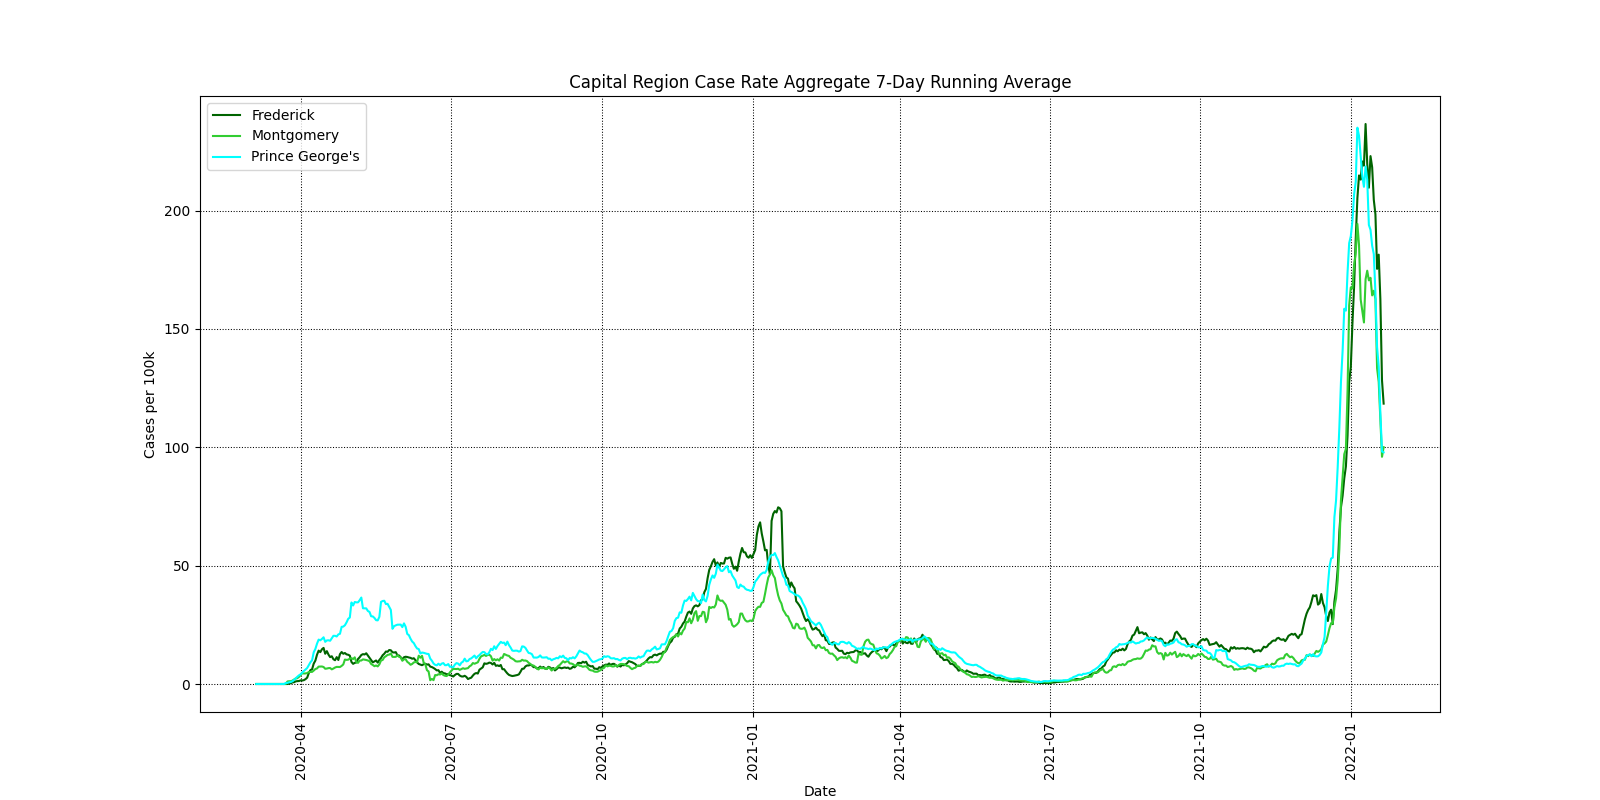 Capital Region Case Rate Aggregate 7-Day Running Average
Frederick
Montgomery
Prince George's
200
150
100
50
0
Cases per 100k
2020-04
2020-07
2020-10
2021-01
2021-04
2021-07
2021-10
2022-01
Date